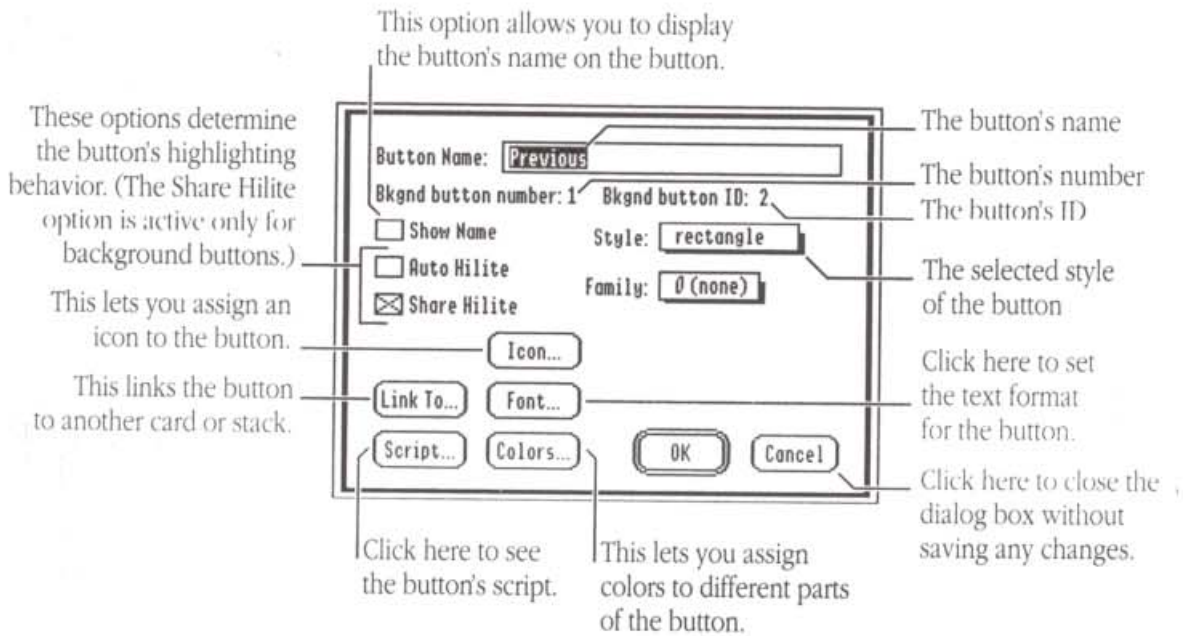 This option allows you to display
the button's name on the button.
These options determine
the button's highlighting
behavior. (The Share Hilite
option is active only for
background buttons.)
This lets you assign an
icon to the button.
This links the button
to another card or stack.
Button Name: Previous
Bkgnd button number: 1 Bkgnd button ID: 2
Show Name
Style: rectangle
Auto Hilite
Family: 0 (none)
Share Hilite
Icon...
Link To... Font...
Script... Colors... OK Cancel
The button's name
The button's number
The button's ID
The selected style
of the button
Click here to set
the text format
for the button.
Click here to close the
dialog box without
saving any changes.
Click here to see
the button's script.
This lets you assign
colors to different parts
of the button.